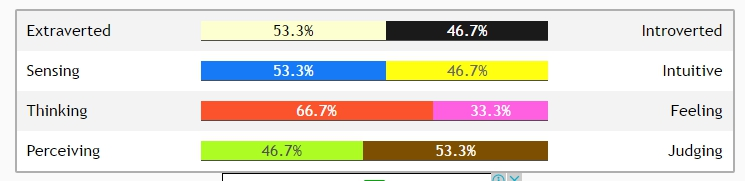 Extraverted 53.3% 46.7% Introverted
Sensing 53.3% 46.7% Intuitive
Thinking 66.7% 33.3% Feeling
Perceiving 46.7% 53.3% Judging